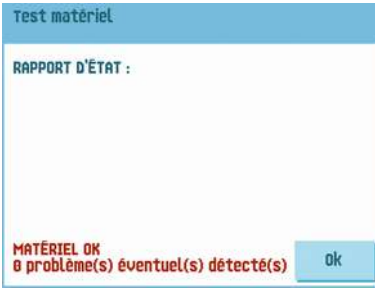 Test matériel
RAPPORT D'ÉTAT :
MATÉRIEL OK
0 problème(s) éventuel(s) détecté(s)
ok